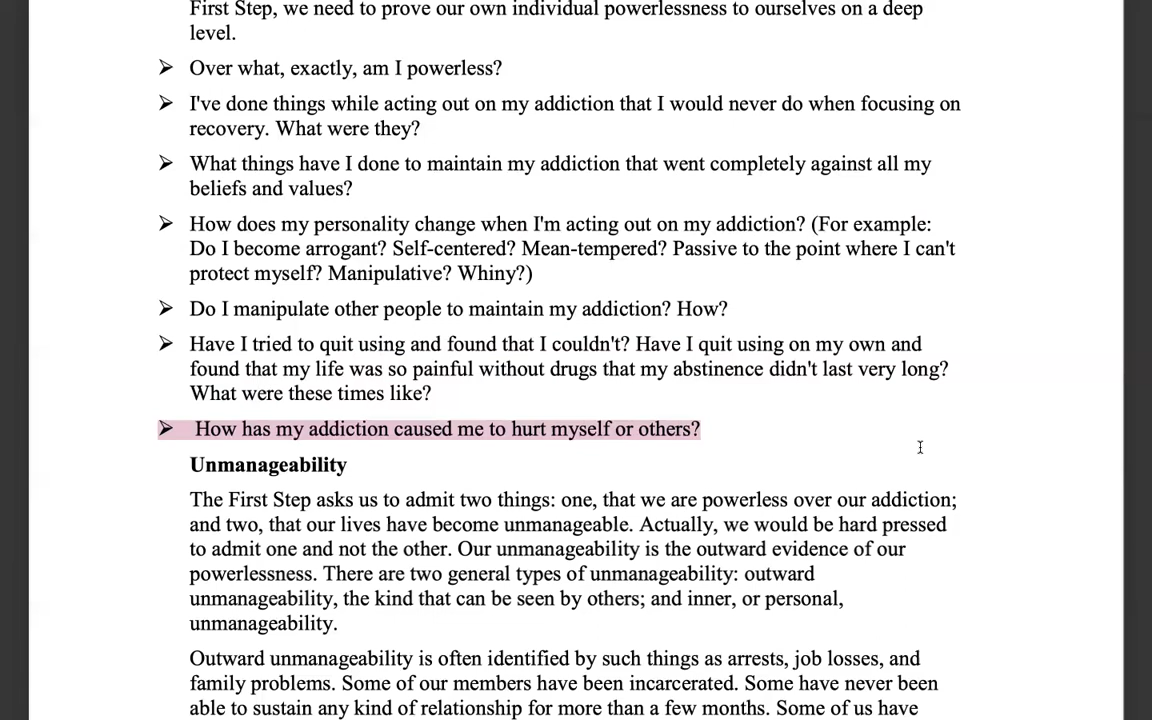 First Step, we need to prove our own individual powerlessness to ourselves on a deep
level.
➢ Over what, exactly, am I powerless?
➢ I've done things while acting out on my addiction that I would never do when focusing on
recovery. What were they?
➢ What things have I done to maintain my addiction that went completely against all my
beliefs and values?
➢ How does my personality change when I'm acting out on my addiction? (For example:
Do I become arrogant? Self-centered? Mean-tempered? Passive to the point where I can't
protect myself? Manipulative? Whiny?)
➢ Do I manipulate other people to maintain my addiction? How?
➢ Have I tried to quit using and found that I couldn't? Have I quit using on my own and
found that my life was so painful without drugs that my abstinence didn't last very long?
What were these times like?
➢ How has my addiction caused me to hurt myself or others?
Unmanageability
The First Step asks us to admit two things: one, that we are powerless over our addiction;
and two, that our lives have become unmanageable. Actually, we would be hard pressed
to admit one and not the other. Our unmanageability is the outward evidence of our
powerlessness. There are two general types of unmanageability: outward
unmanageability, the kind that can be seen by others; and inner, or personal,
unmanageability.
Outward unmanageability is often identified by such things as arrests, job losses, and
family problems. Some of our members have been incarcerated. Some have never been
able to sustain any kind of relationship for more than a few months. Some of us have